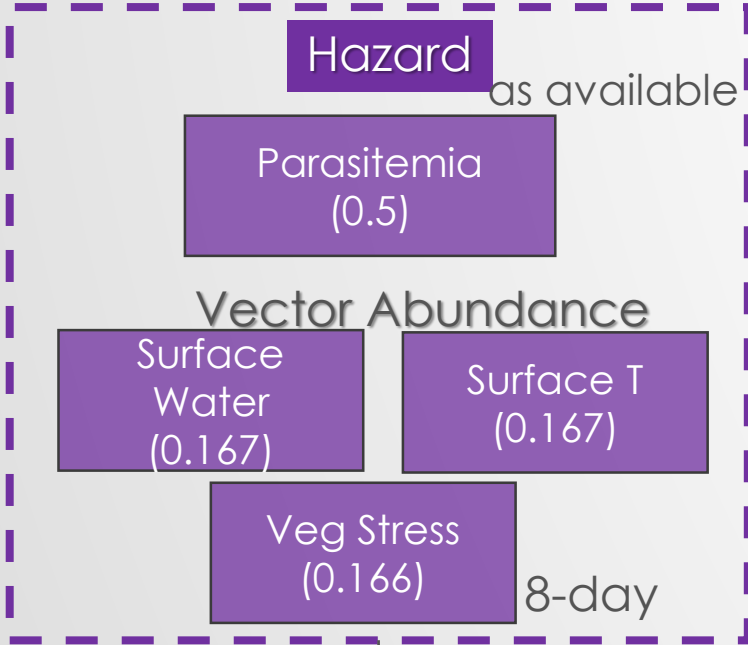 Hazard
as available
Parasitemia
(0.5)
Vector Abundance
Surface
Water
(0.167)
Surface T
(0.167)
Veg Stress
(0.166)
8-day